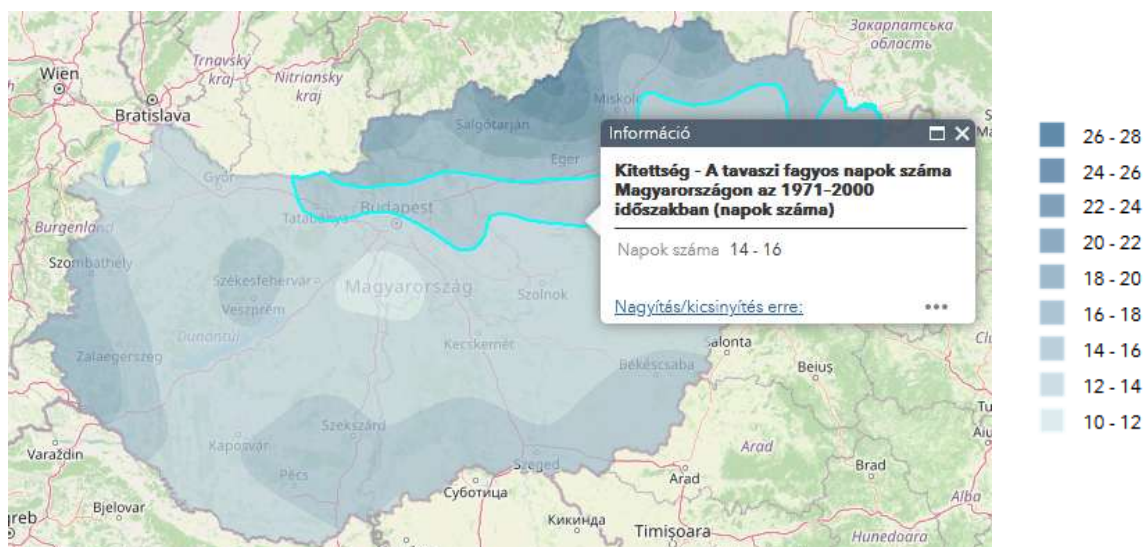 Закарпатська
область
Trnavský
kraj
Nitriansky
kraj
Wien
Bratislava
Miskolc
Salgótarján
Eger
Győr
Tatabánya
Budapest
Burgenland
Szombathely
Székesfehérvár
Veszprém
Magyarország
Szolnok
Dunántúl
Zalaegerszeg
Kecskemét
Békéscsaba
Salonta
Beiuș
Szekszárd
Kaposvár
Pécs
Szeged
Varaždin
Bjelovar
Суботица
Кикинда
Arad
Arad
Timișoara
Brad
Alba
Hunedoara
Információ
Kitettség - A tavaszi fagyos napok száma
Magyarországon az 1971-2000
időszakban (napok száma)
Napok száma 14 - 16
Nagyítás/kicsinyítés erre:
26 - 28
24 - 26
22 - 24
20 - 22
18 - 20
16 - 18
14 - 16
12 - 14
10 - 12